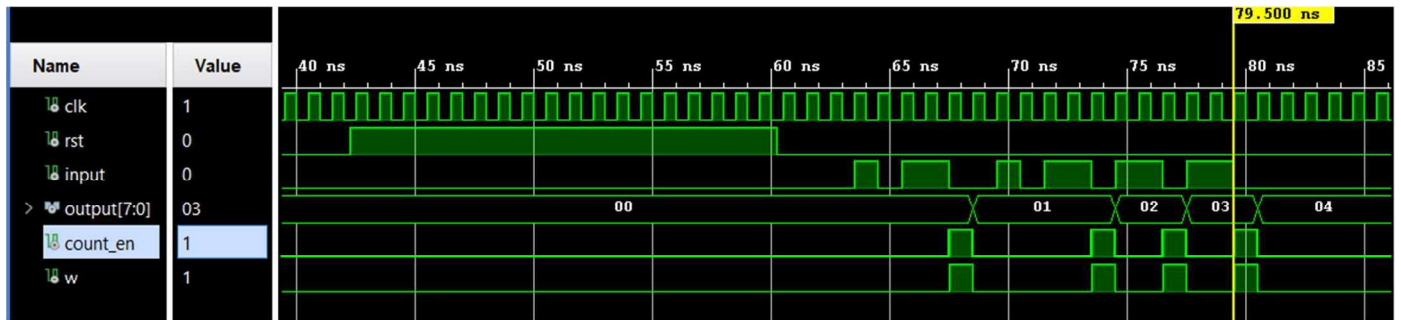 79.500 ns
Name Value
40 ns 45 ns 50 ns 55 ns 60 ns 65 ns 70 ns 75 ns 80 ns 85
clk 1
rst 0
input 0
> output[7:0] 03 00 01 02 03 04
count_en 1
w 1